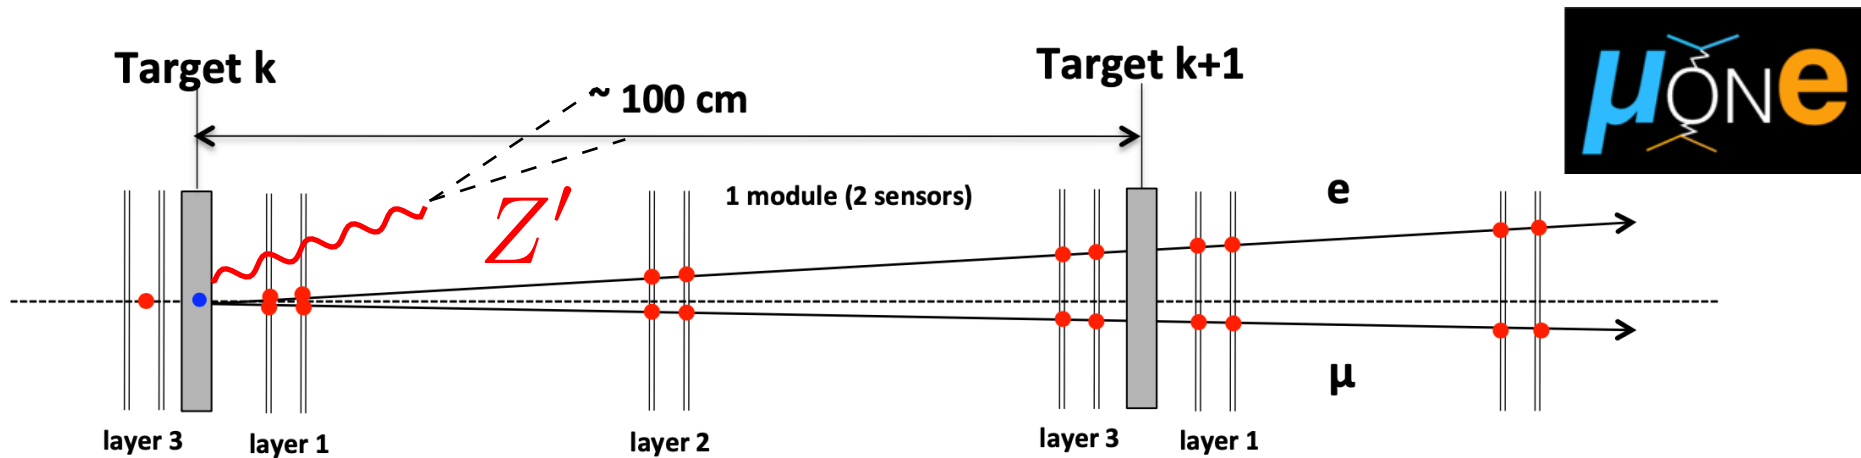 Target k
Target k+1
~ 100 cm
μONe
Z′
1 module (2 sensors)
e
μ
layer 3
layer 1
layer 2
layer 3
layer 1